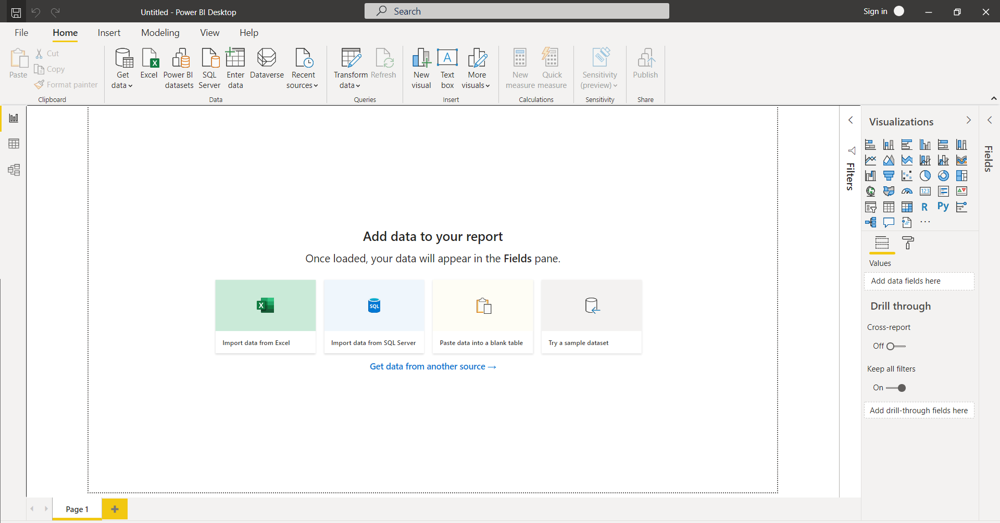 Untitled - Power BI Desktop
Search
Sign in
File Home Insert Modeling View Help
Paste
Cut
Copy
Format painter
Clipboard
Get data
Excel
Power BI datasets
SQL Server
Enter data
Dataverse
Recent sources
Data
Transform data
Refresh
Queries
New visual
Text box
More visuals
Insert
New measure
Quick measure
Calculations
Sensitivity (preview)
Sensitivity
Publish
Share
Add data to your report
Once loaded, your data will appear in the Fields pane.
X
SQL
Import data from Excel
Import data from SQL Server
Paste data into a blank table
Try a sample dataset
Get data from another source →
Filters
Visualizations
123
R
Py
...
Values
Add data fields here
Drill through
Cross-report
Off
Keep all filters
On
Add drill-through fields here
Fields
Page 1